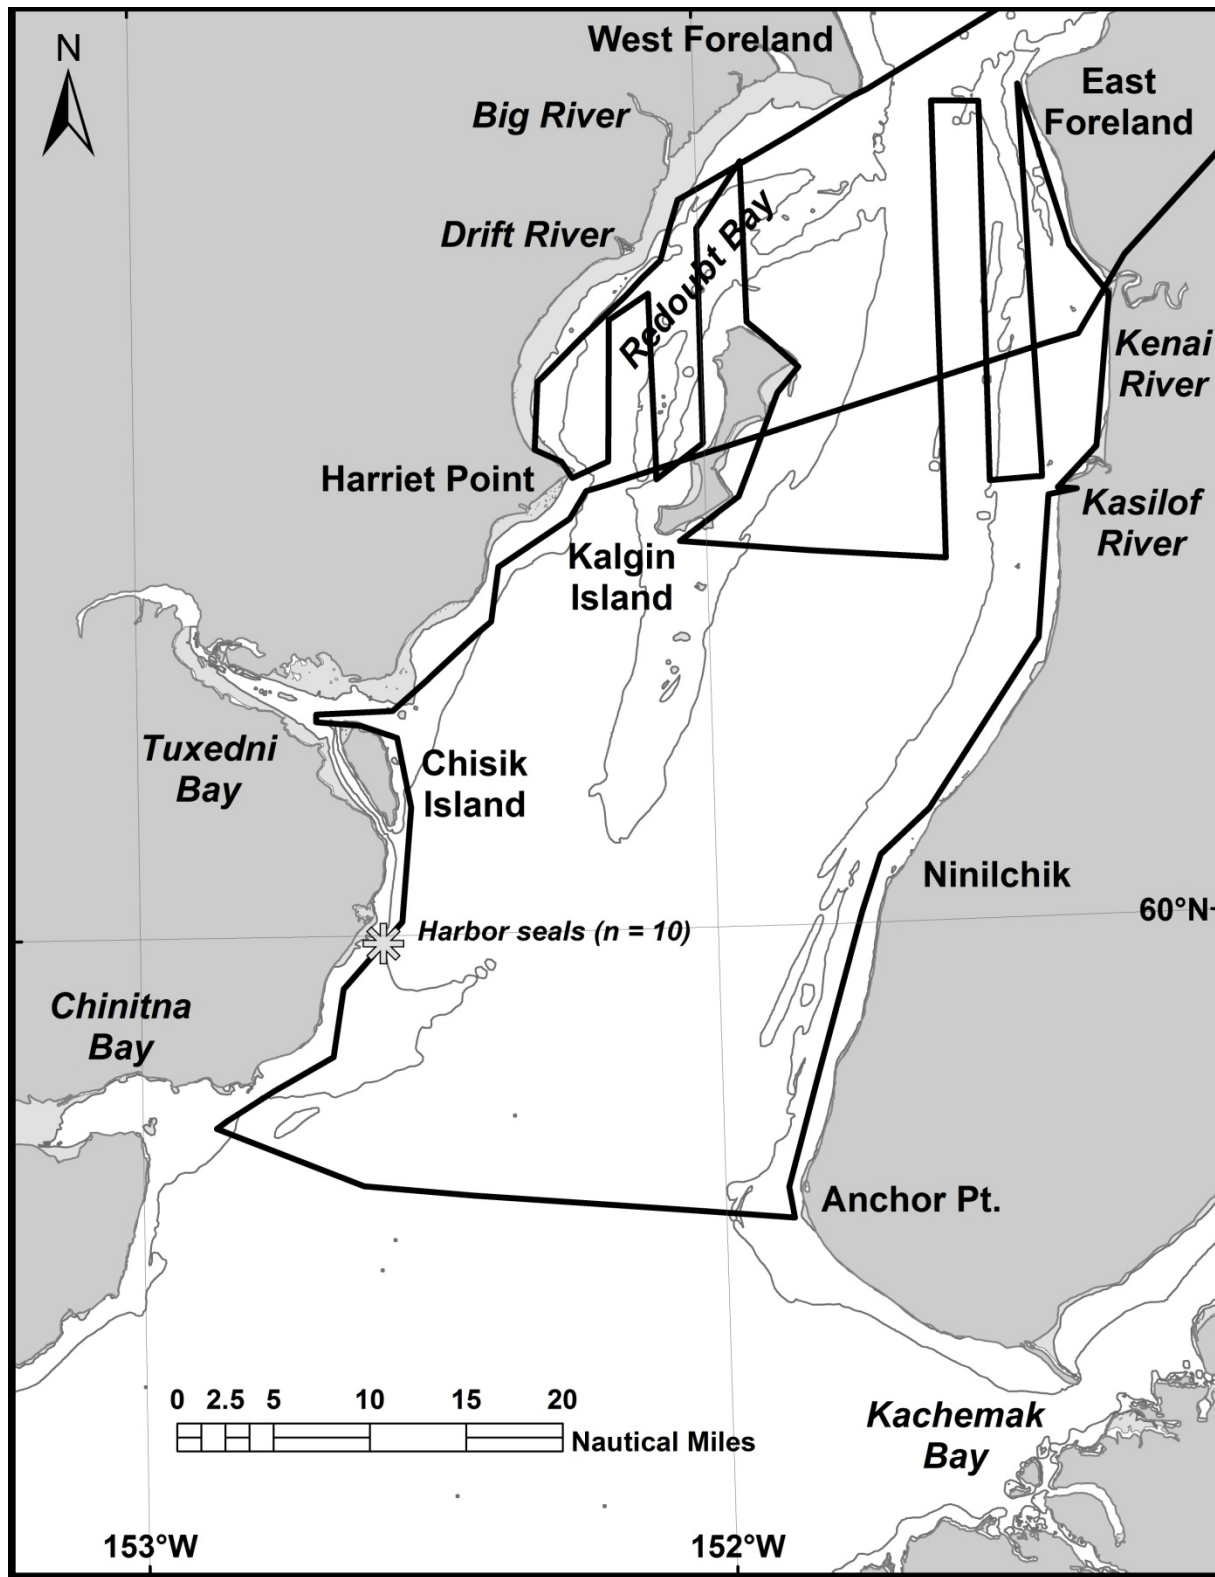 West Foreland
N
East
Foreland
Big River
Drift River
Redoubt Bay
Kenai
River
Harriet Point
Kasilof
River
Kalgin
Island
Tuxedni
Bay
Chisik
Island
Ninilchik
60°N
Harbor seals (n = 10)
Chinitna
Bay
Anchor Pt.
0 2.5 5 10 15 20
Nautical Miles
Kachemak
Bay
153°W
152°W